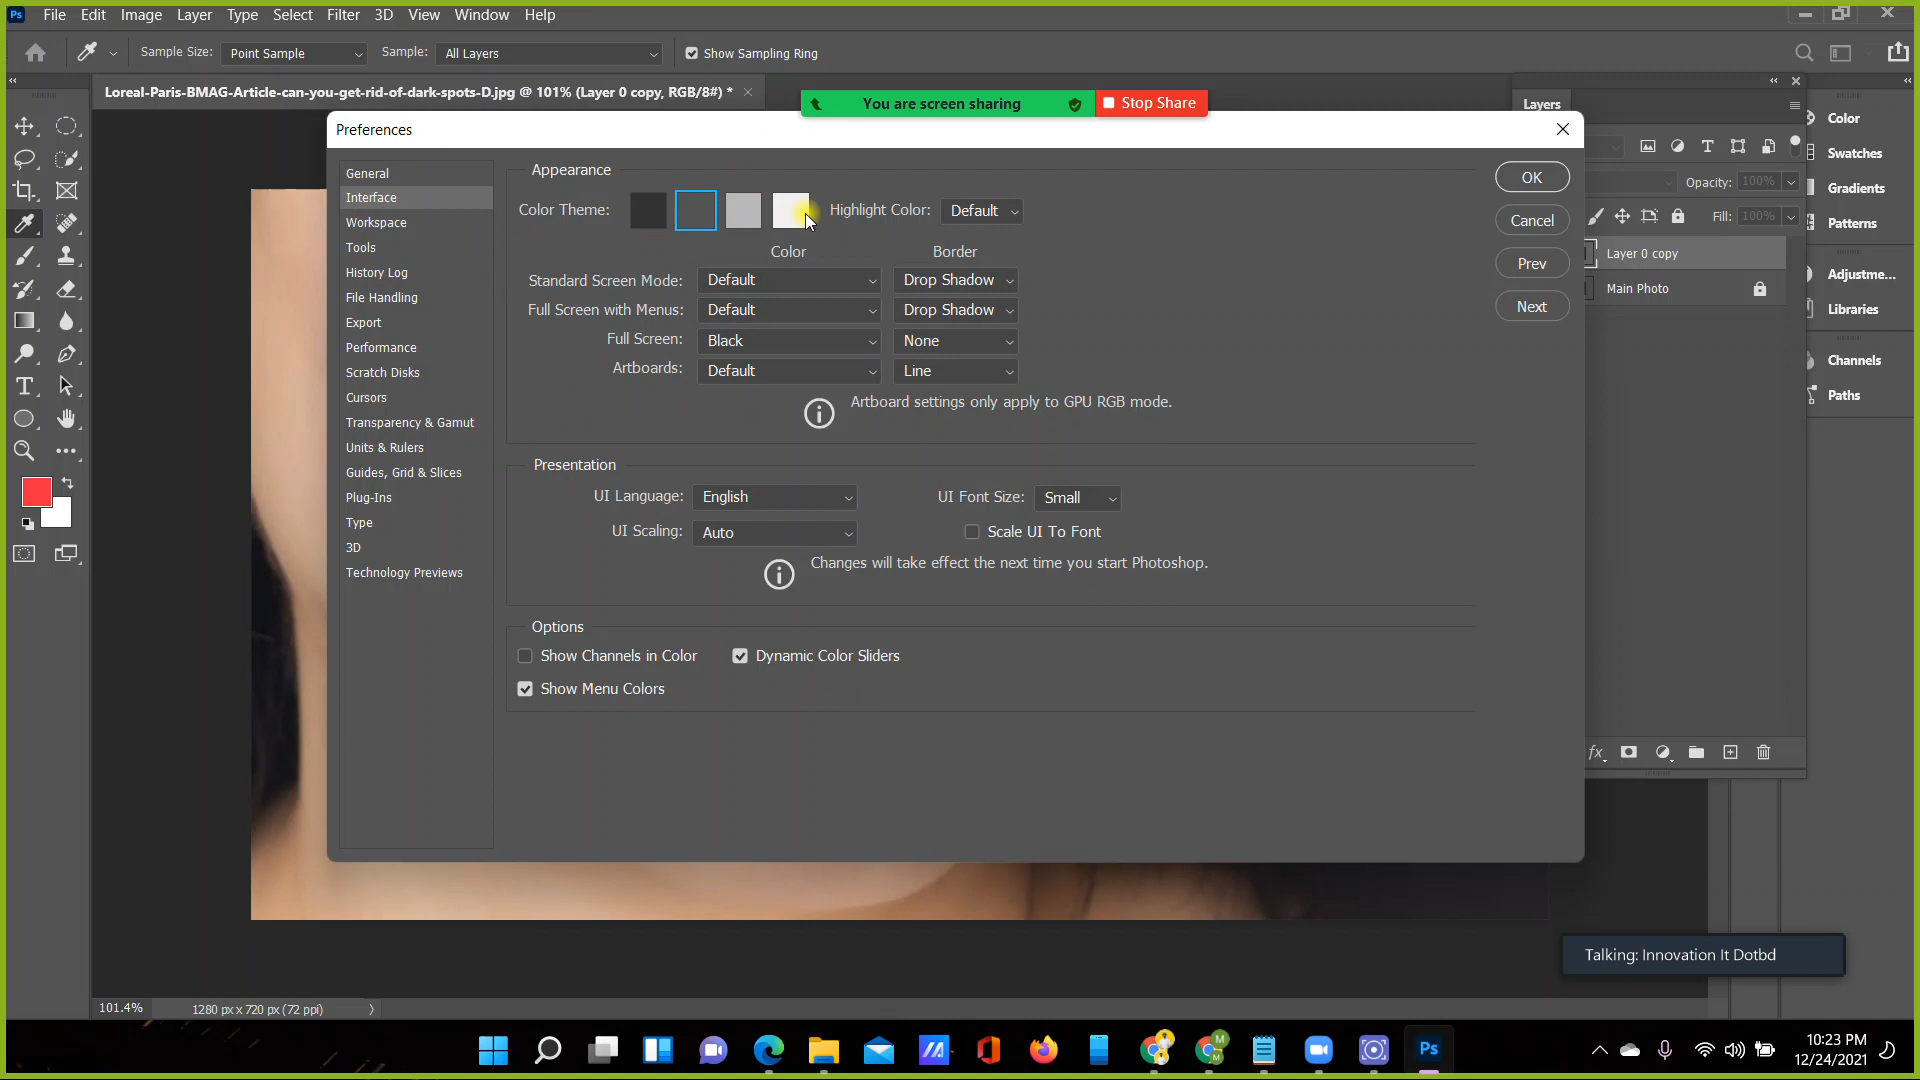 Ps File Edit Image Layer Type Select Filter 3D View Window Help
Sample Size: Point Sample Sample: All Layers Show Sampling Ring
Loreal-Paris-BMAG-Article-can-you-get-rid-of-dark-spots-D.jpg @ 101% (Layer 0 copy, RGB/8#) *
You are screen sharing Stop Share
Preferences
General
Interface
Workspace
Tools
History Log
File Handling
Export
Performance
Scratch Disks
Cursors
Transparency & Gamut
Units & Rulers
Guides, Grid & Slices
Plug-Ins
Type
3D
Technology Previews
Appearance
Color Theme: Highlight Color: Default
Color Border
Standard Screen Mode: Default Drop Shadow
Full Screen with Menus: Default Drop Shadow
Full Screen: Black None
Artboards: Default Line
Artboard settings only apply to GPU RGB mode.
Presentation
UI Language: English UI Font Size: Small
UI Scaling: Auto Scale UI To Font
Changes will take effect the next time you start Photoshop.
Options
Show Channels in Color Dynamic Color Sliders
Show Menu Colors
OK
Cancel
Prev
Next
Layers
Opacity: 100%
Fill: 100%
Layer 0 copy
Main Photo
fx
Color
Swatches
Gradients
Patterns
Adjustme...
Libraries
Channels
Paths
Talking: Innovation It Dotbd
101.4% 1280 px x 720 px (72 ppi)
M
Ps
10:23 PM
12/24/2021